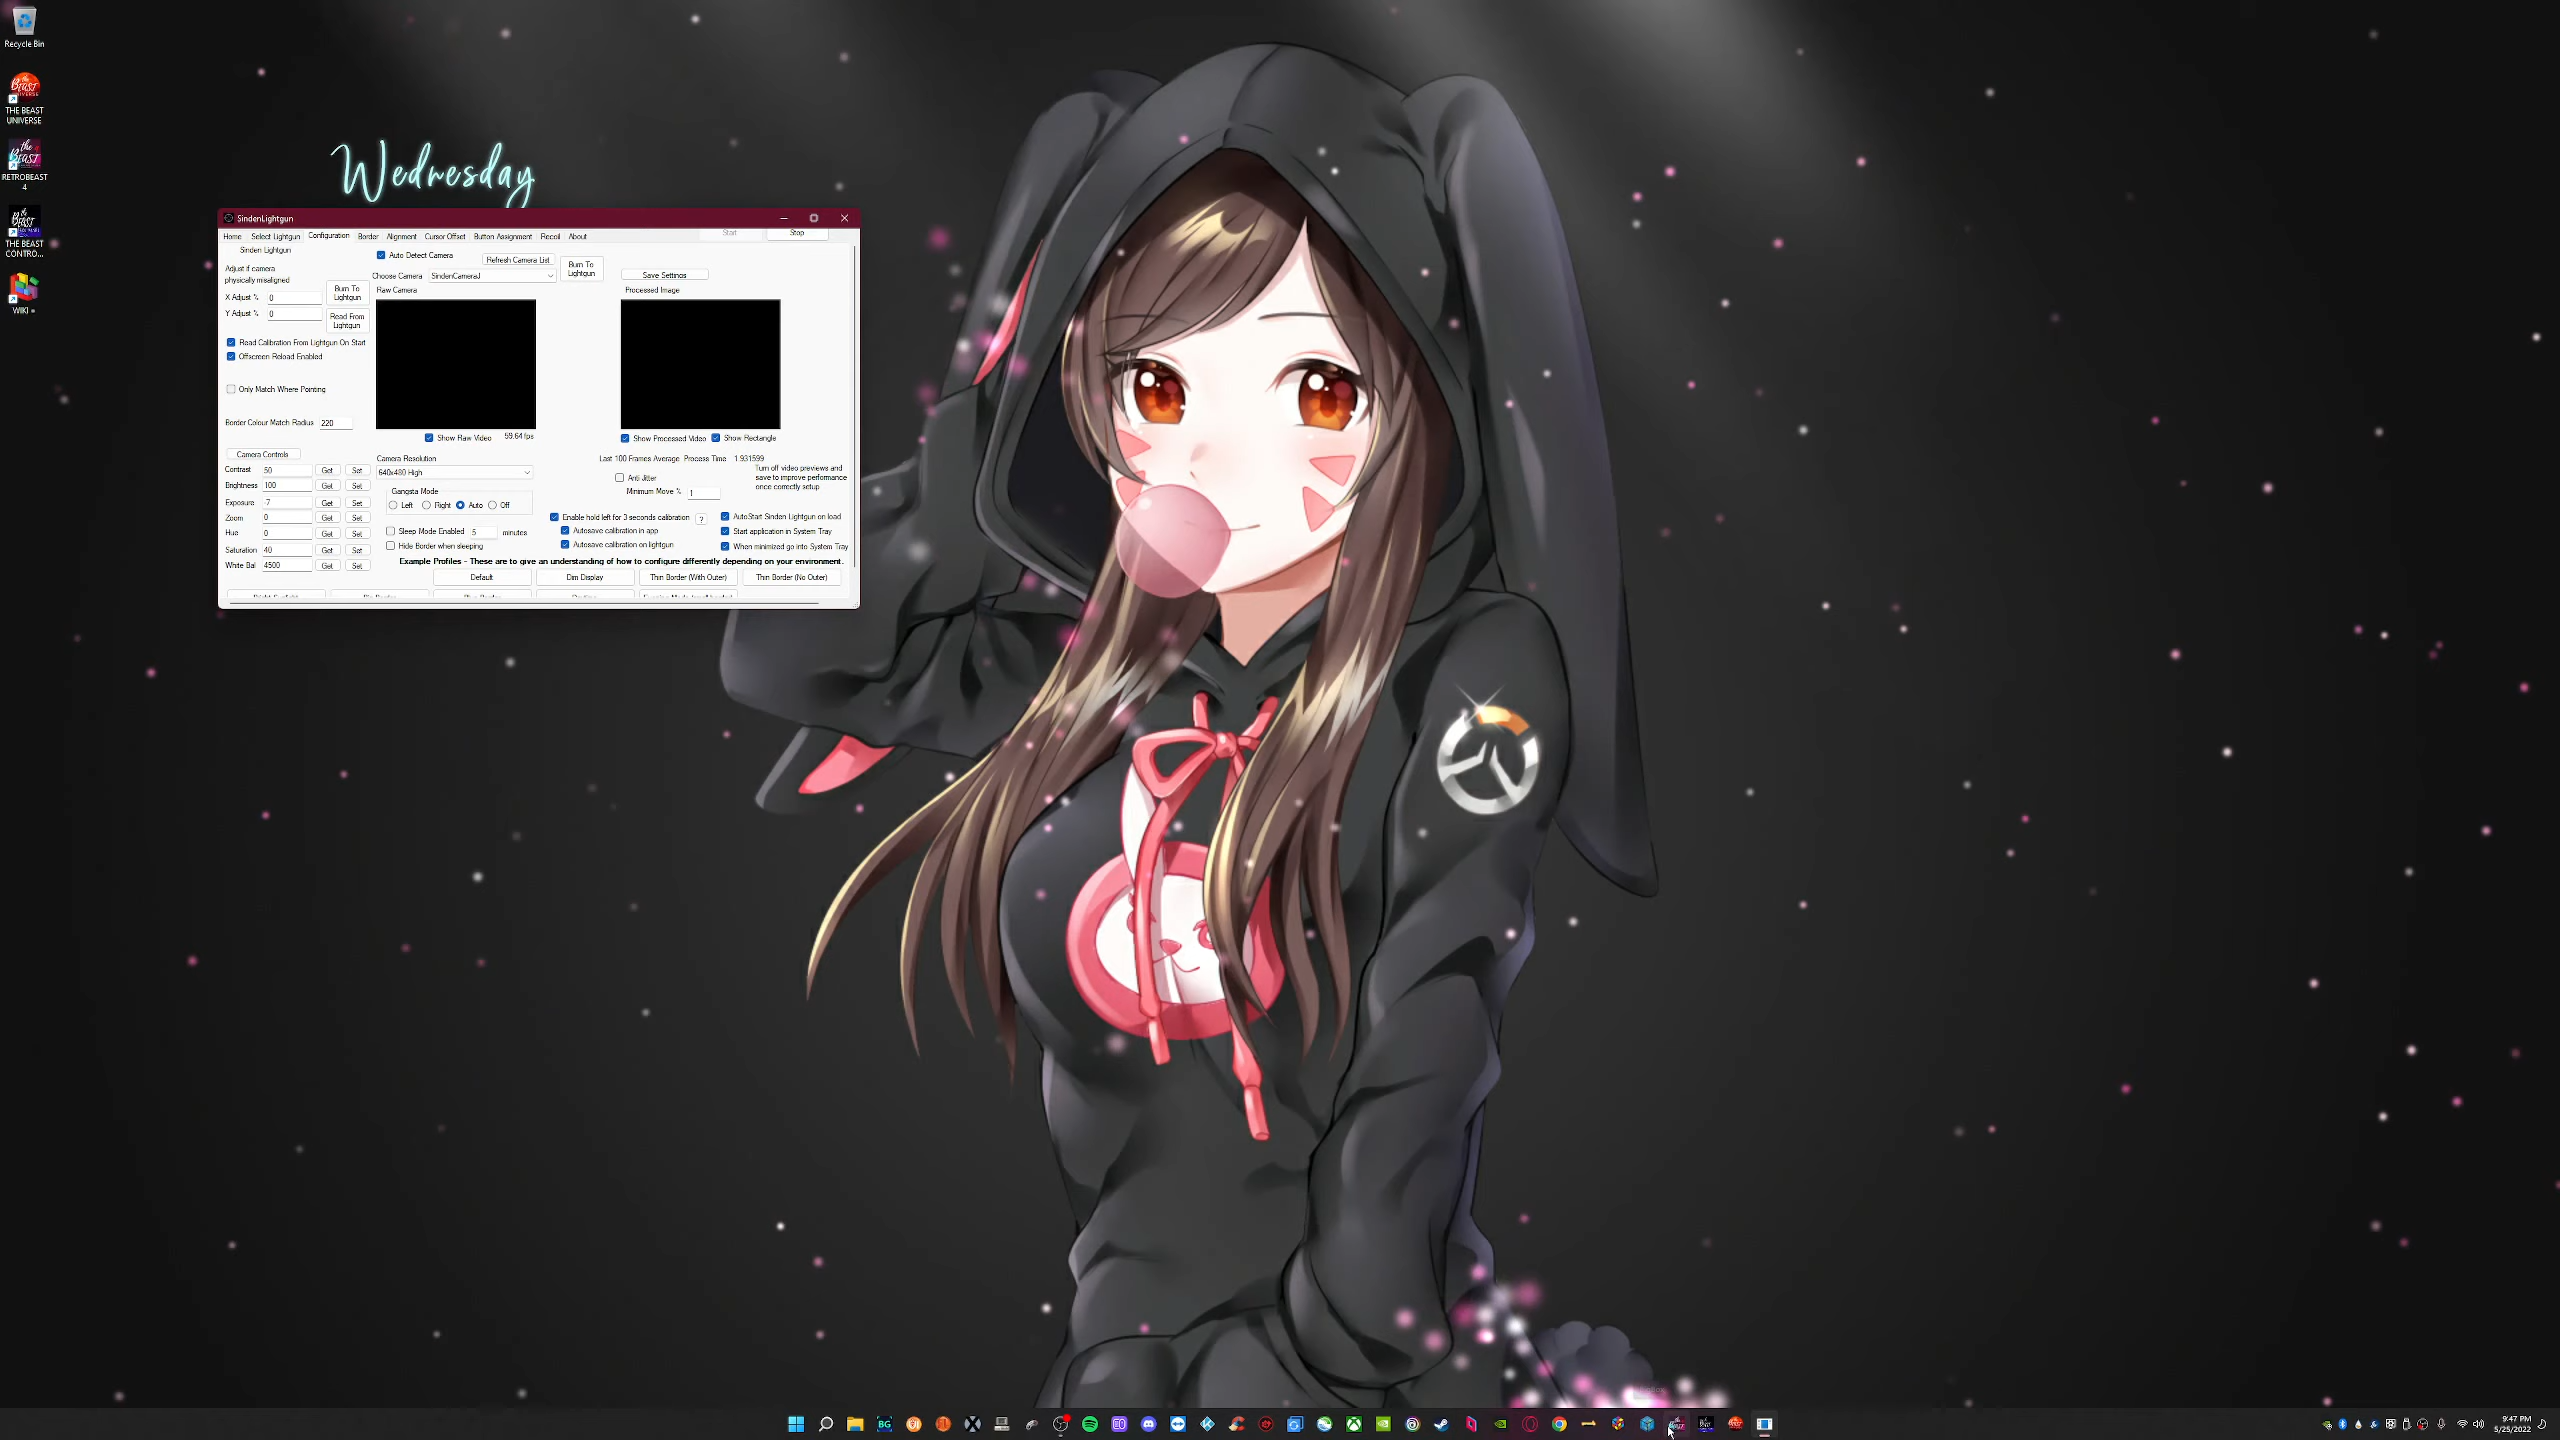 Recycle Bin
the
BEAST
UNIVERSE
THE BEAST
UNIVERSE
the
BEAST
RETROBEAST
4
the
BEAST
THE BEAST
CONTRO...
WIKI =
Wednesday
SindenLightgun
Home
Select Lightgun
Configuration
Border
Alignment
Cursor Offset
Button Assignment
Recoil
About
Start
Stop
Sinden Lightgun
Adjust if camera
physically misaligned
X Adjust %
0
Burn To
Lightgun
Y Adjust %
0
Read From
Lightgun
Read Calibration From Lightgun On Start
Offscreen Reload Enabled
Only Match Where Pointing
Border Colour Match Radius
220
Auto Detect Camera
Refresh Camera List
Burn To
Lightgun
Choose Camera
SindenCameraJ
Save Settings
Raw Camera
Processed Image
Show Raw Video
59.64 fps
Show Processed Video
Show Rectangle
Camera Controls
Contrast
50
Get
Set
Brightness
100
Get
Set
Exposure
-7
Get
Set
Zoom
0
Get
Set
Hue
0
Get
Set
Saturation
40
Get
Set
White Bal
4500
Get
Set
Camera Resolution
640x480 High
Gangsta Mode
Left
Right
Auto
Off
Sleep Mode Enabled
5
minutes
Hide Border when sleeping
Last 100 Frames Average Process Time 1.931599
Anti Jitter
Minimum Move %
1
Turn off video previews and
save to improve performance
once correctly setup
Enable hold left for 3 seconds calibration
?
Autosave calibration in app
Autosave calibration on lightgun
AutoStart Sinden Lightgun on load
Start application in System Tray
When minimized go into System Tray
Example Profiles - These are to give an understanding of how to configure differently depending on your environment.
Default
Dim Display
Thin Border (With Outer)
Thin Border (No Outer)
BG
9:47 PM
5/25/2022